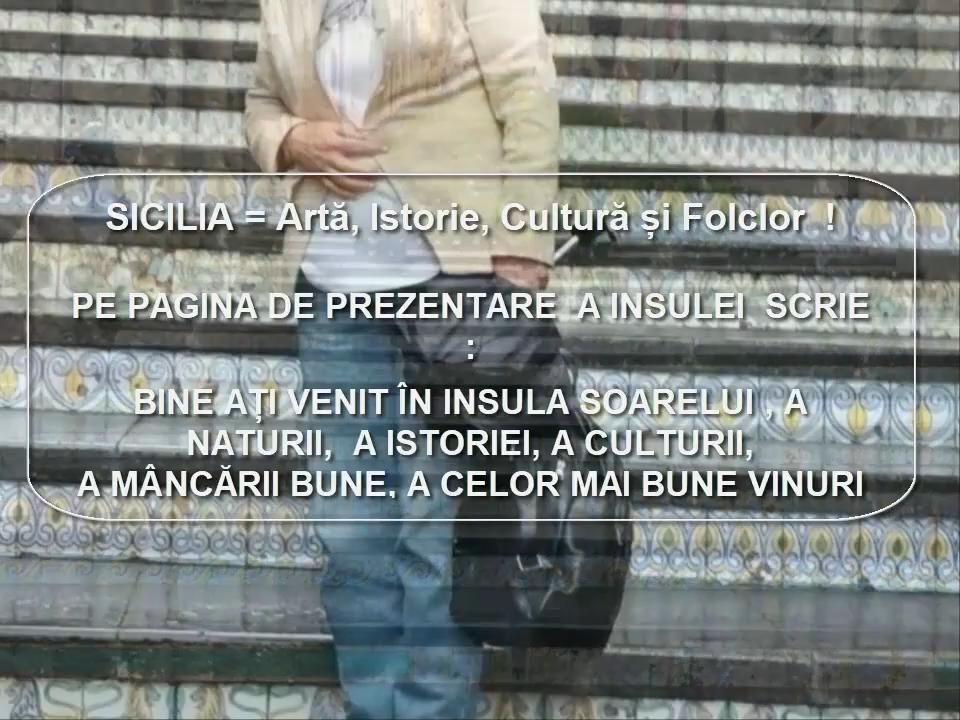 SICILIA = Artă, Istorie, Cultură și Folclor !
PE PAGINA DE PREZENTARE A INSULEI SCRIE
:
BINE AȚI VENIT ÎN INSULA SOARELUI , A
NATURII, A ISTORIEI, A CULTURII,
A MÂNCĂRII BUNE, A CELOR MAI BUNE VINURI